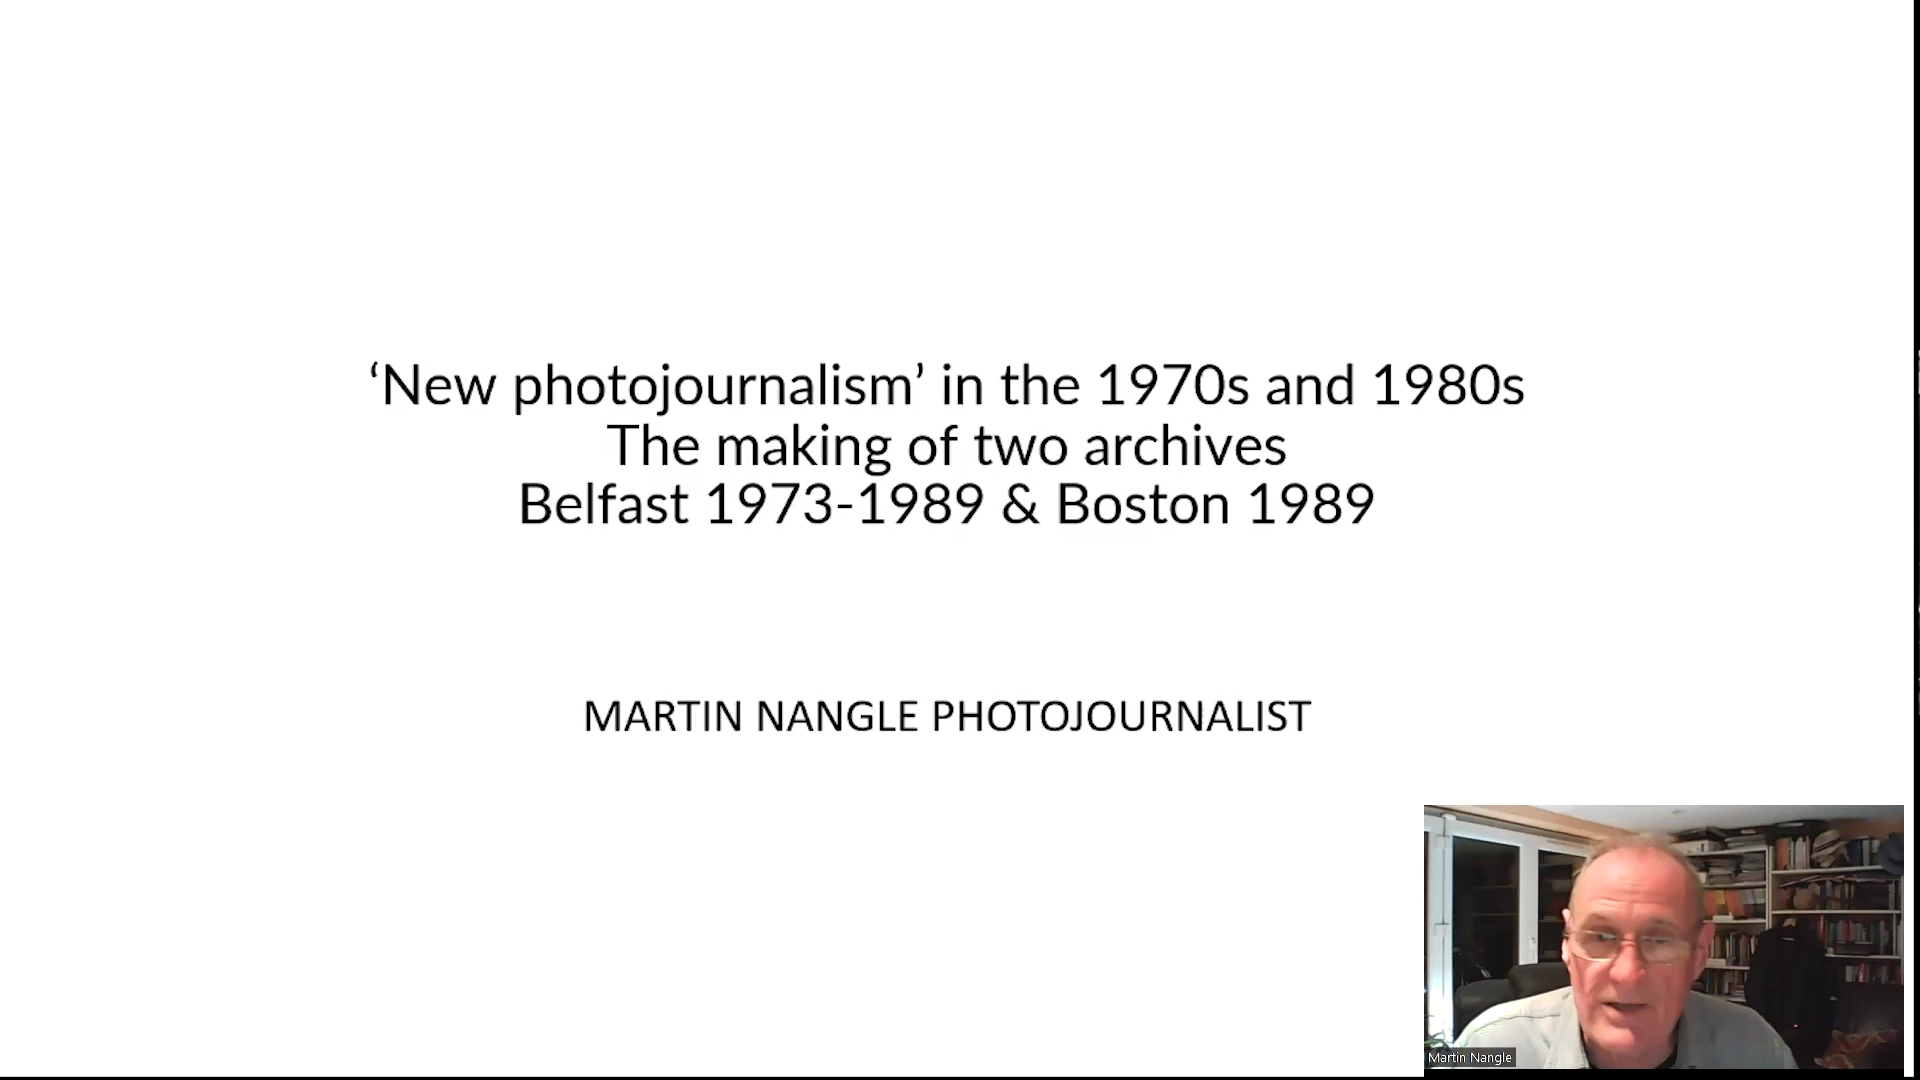 ‘New photojournalism’ in the 1970s and 1980s
The making of two archives
Belfast 1973-1989 & Boston 1989
MARTIN NANGLE PHOTOJOURNALIST
Martin Nangle